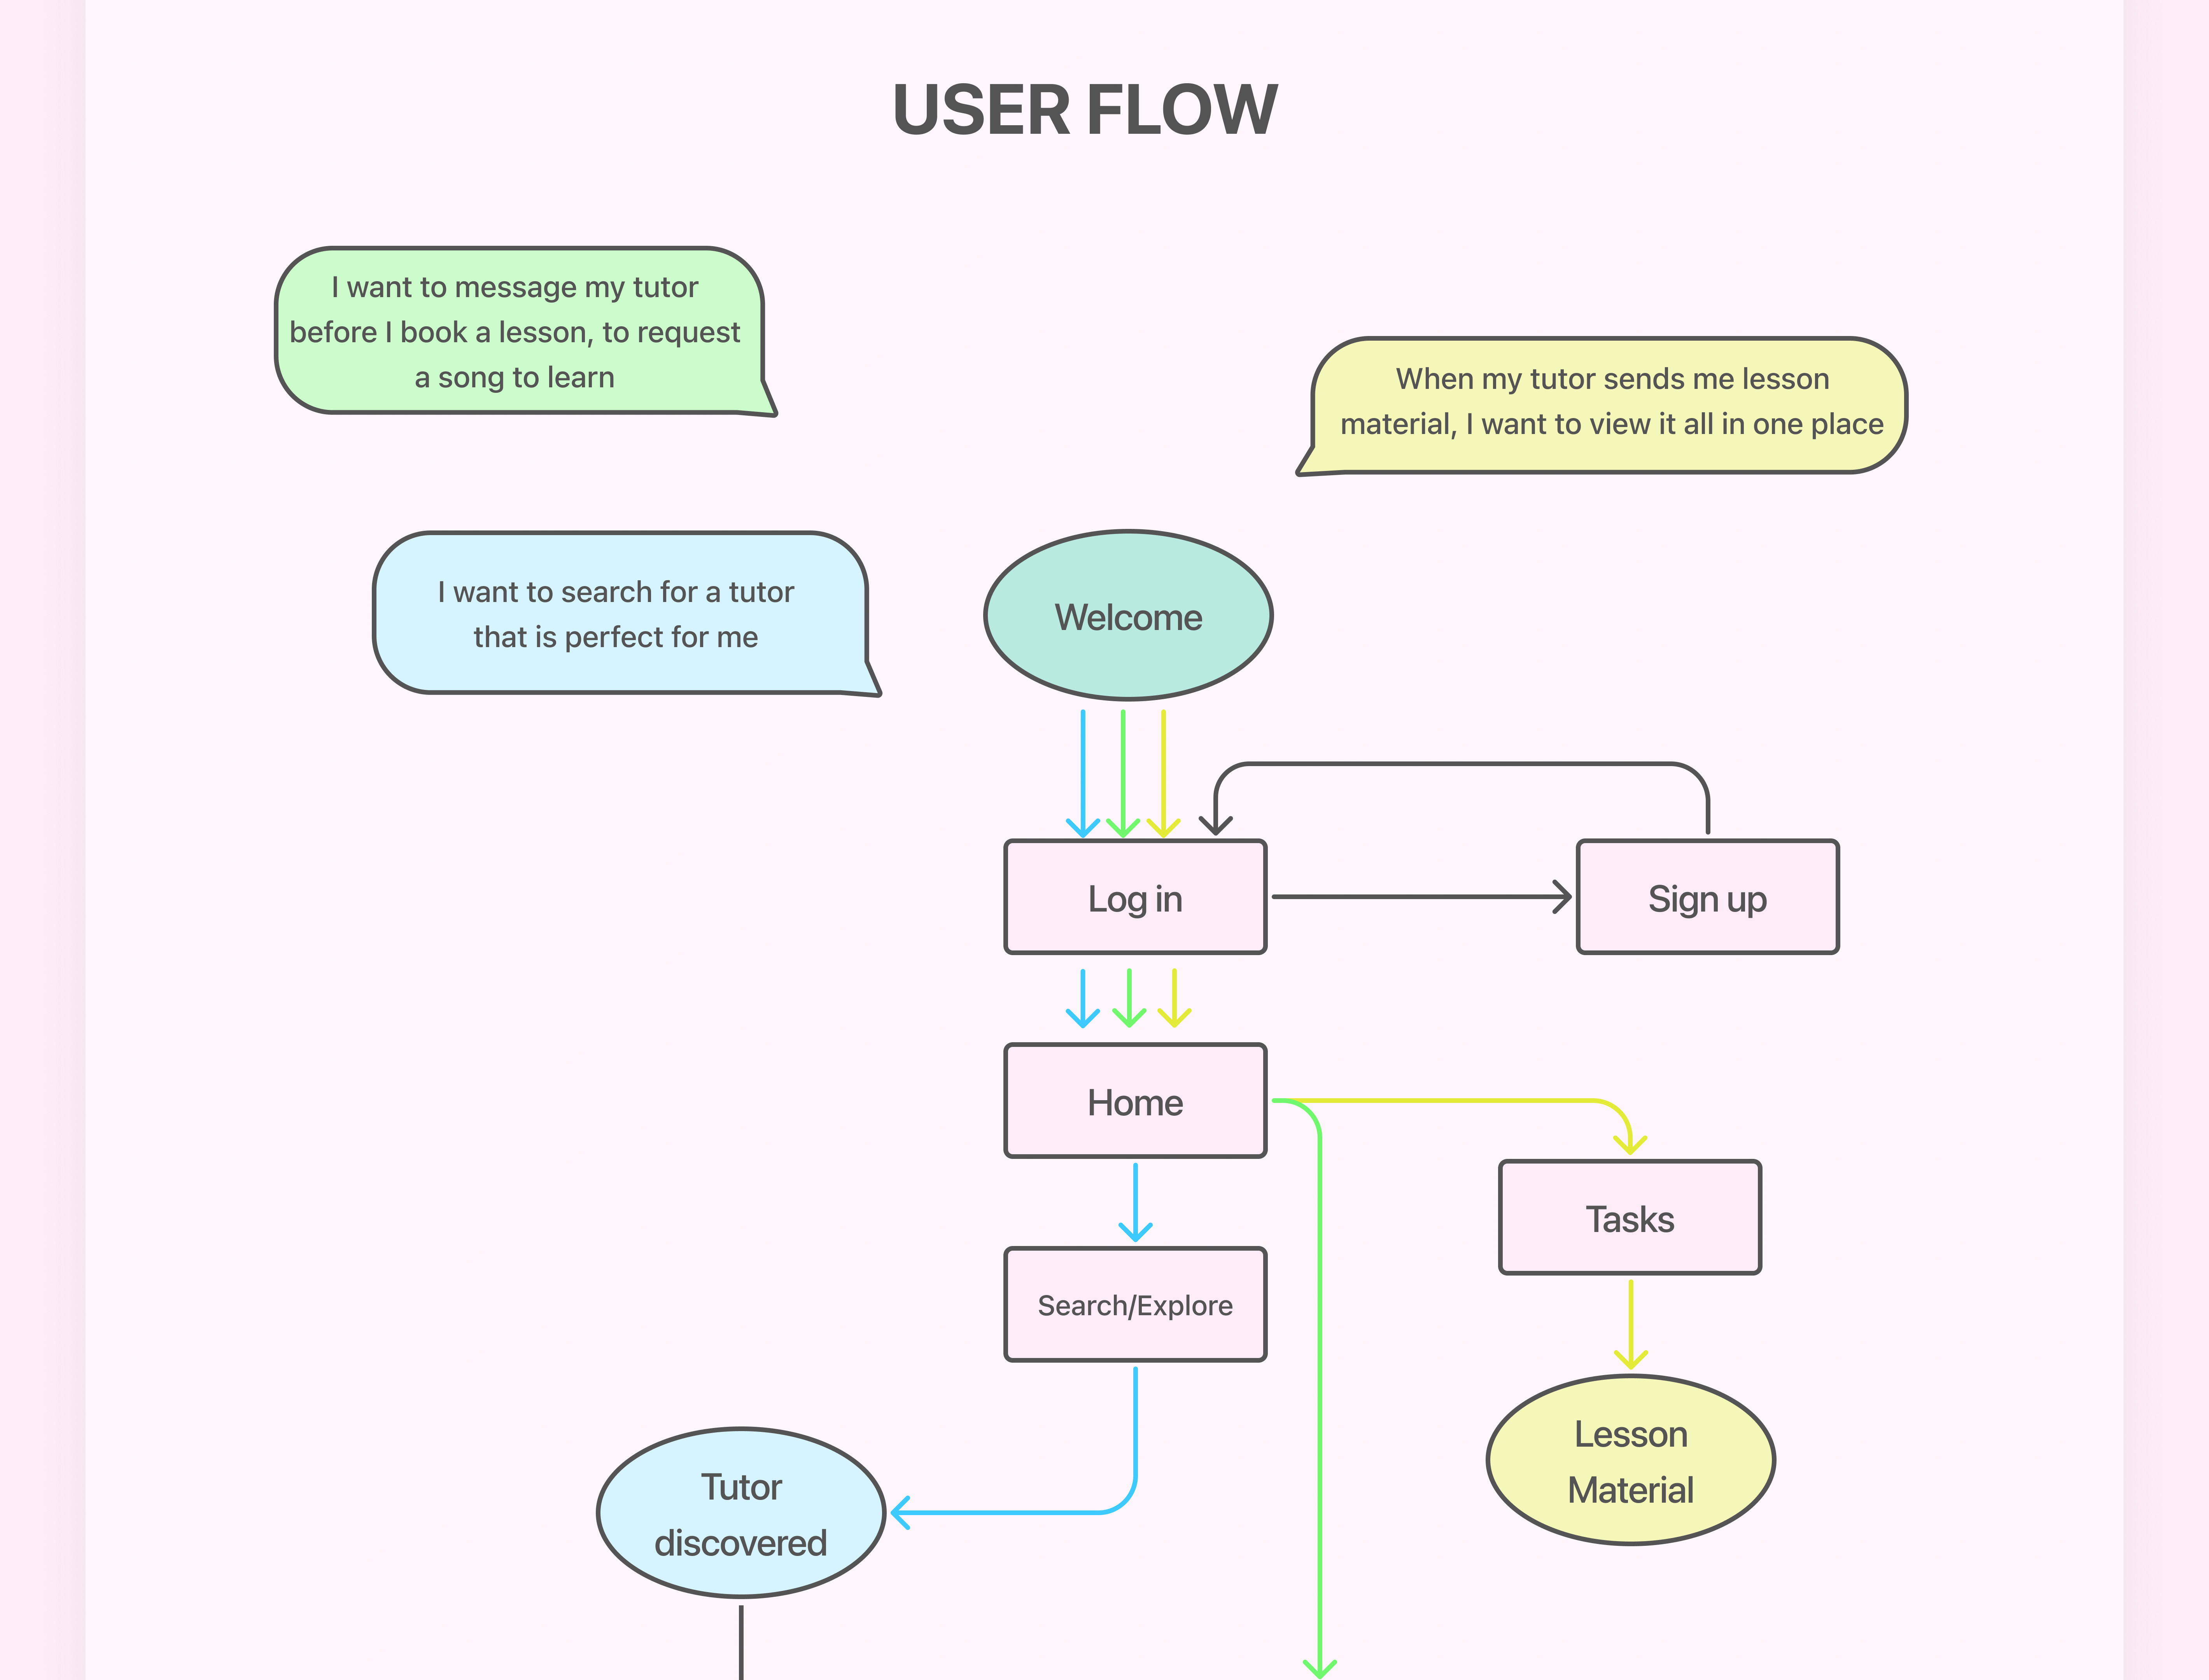 USER FLOW
I want to message my tutor
before I book a lesson, to request
a song to learn
When my tutor sends me lesson
material, I want to view it all in one place
I want to search for a tutor
that is perfect for me
Welcome
Log in
Sign up
Home
Tasks
Search/Explore
Lesson
Material
Tutor
discovered